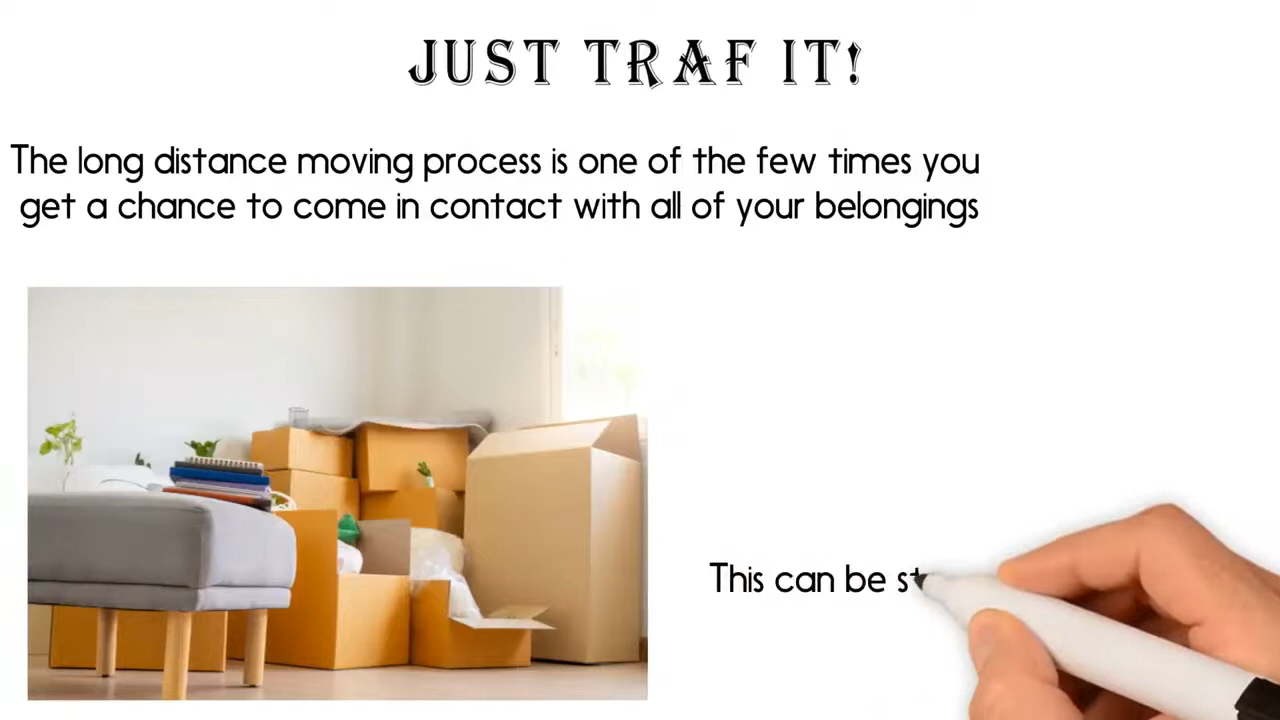 JUST TRAF IT!
The long distance moving process is one of the few times you
get a chance to come in contact with all of your belongings
This can be st